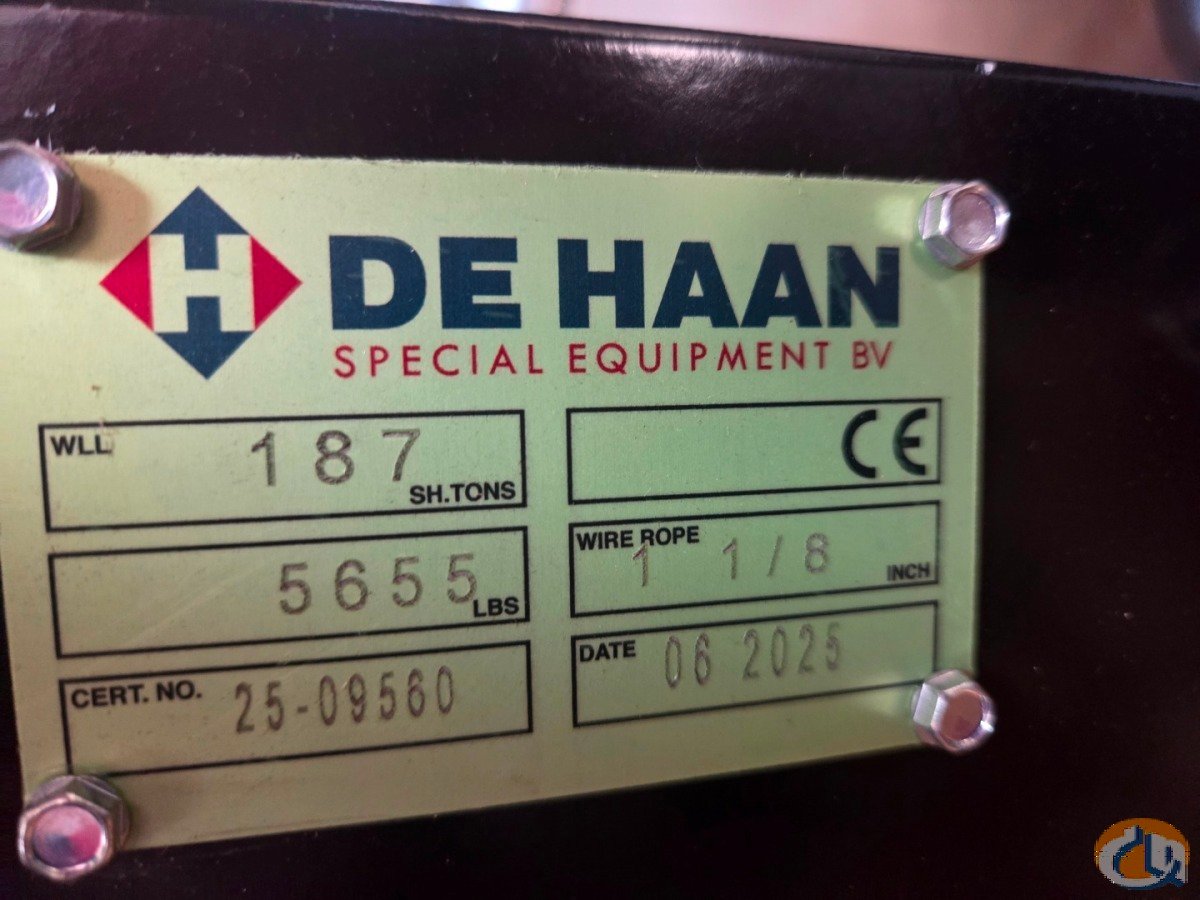 H
DE HAAN
SPECIAL EQUIPMENT BV
WLL 187 SH.TONS
CE
5655 LBS
WIRE ROPE 1 1/8 INCH
CERT. NO. 25-09560
DATE 06 2025